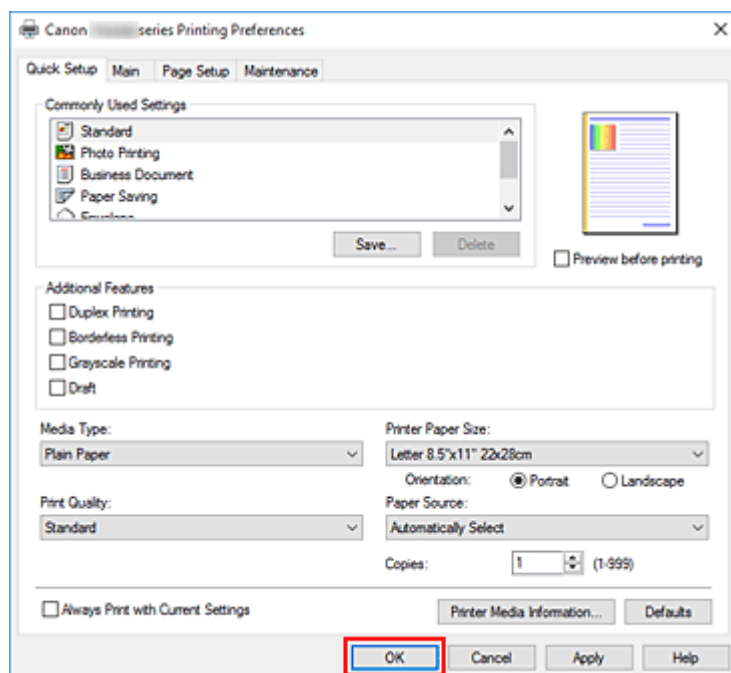 Canon series Printing Preferences
Quick Setup Main Page Setup Maintenance
Commonly Used Settings
Standard
Photo Printing
Business Document
Paper Saving
Save... Delete
Preview before printing
Additional Features
Duplex Printing
Borderless Printing
Grayscale Printing
Draft
Media Type:
Plain Paper
Printer Paper Size:
Letter 8.5"x11" 22x28cm
Orientation: Portrait Landscape
Print Quality:
Standard
Paper Source:
Automatically Select
Copies: 1 (1-999)
Always Print with Current Settings
Printer Media Information... Defaults
OK Cancel Apply Help